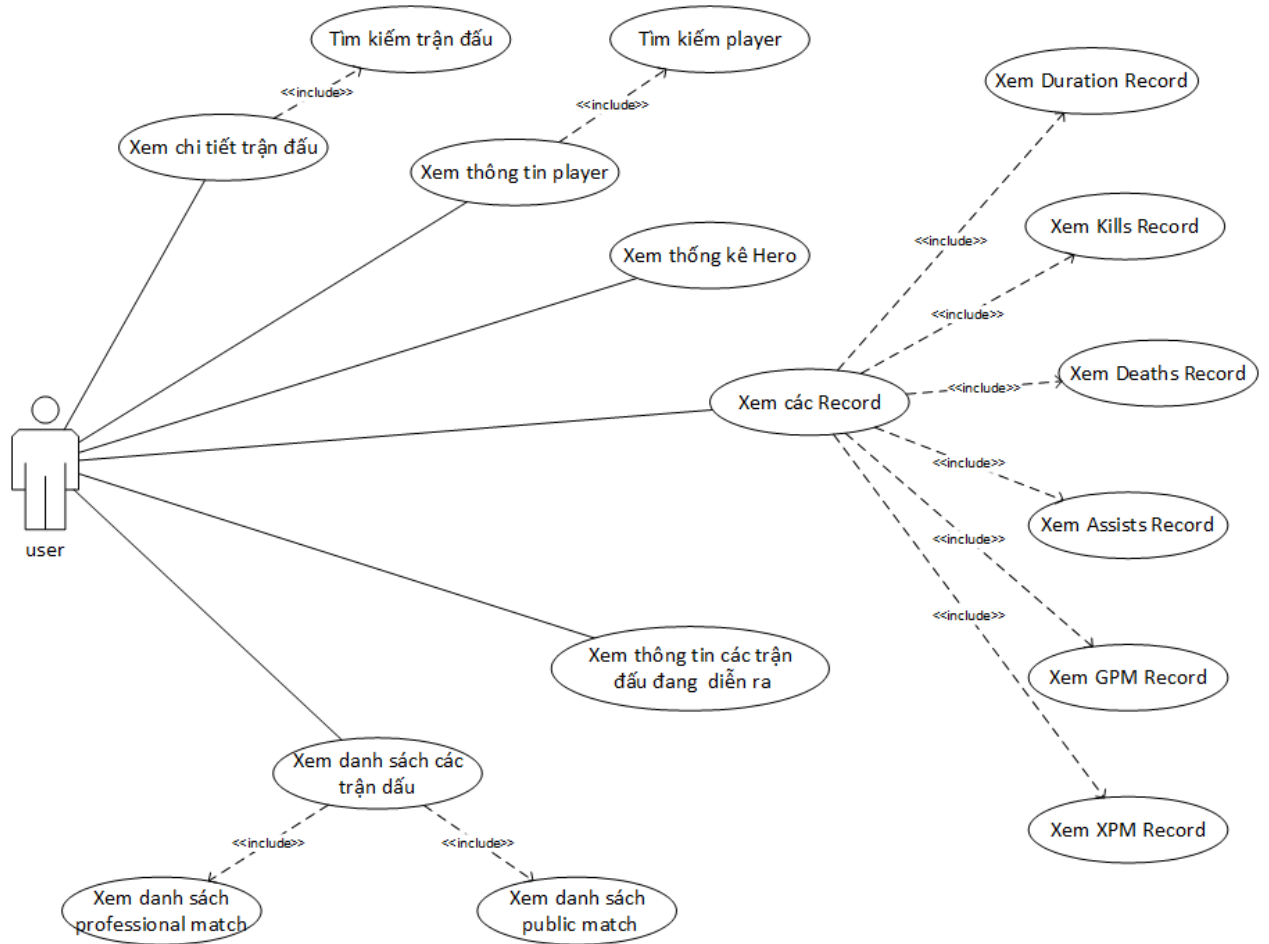 Tìm kiếm trận đấu
Tìm kiếm player
Xem Duration Record
<<include>>
<<include>>
Xem chi tiết trận đấu
Xem thông tin player
Xem Kills Record
<<include>>
Xem thống kê Hero
<<include>>
Xem Deaths Record
<<include>>
Xem các Record
<<include>>
Xem Assists Record
<<include>>
user
<<include>>
Xem thông tin các trận
đấu đang diễn ra
Xem GPM Record
Xem danh sách các
trận dấu
Xem XPM Record
<<include>>
<<include>>
Xem danh sách
professional match
Xem danh sách
public match